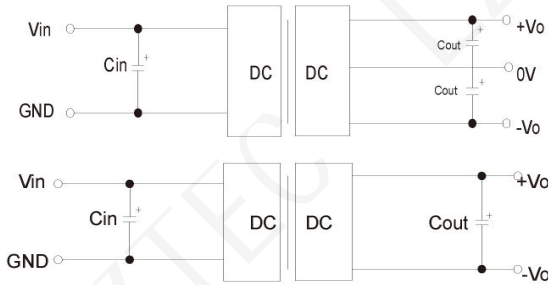 Vin
+Vo
Cout
+
Cin
+
DC
DC
0V
Cout
+
GND
-Vo
Vin
+Vo
Cin
+
DC
DC
Cout
+
GND
-Vo